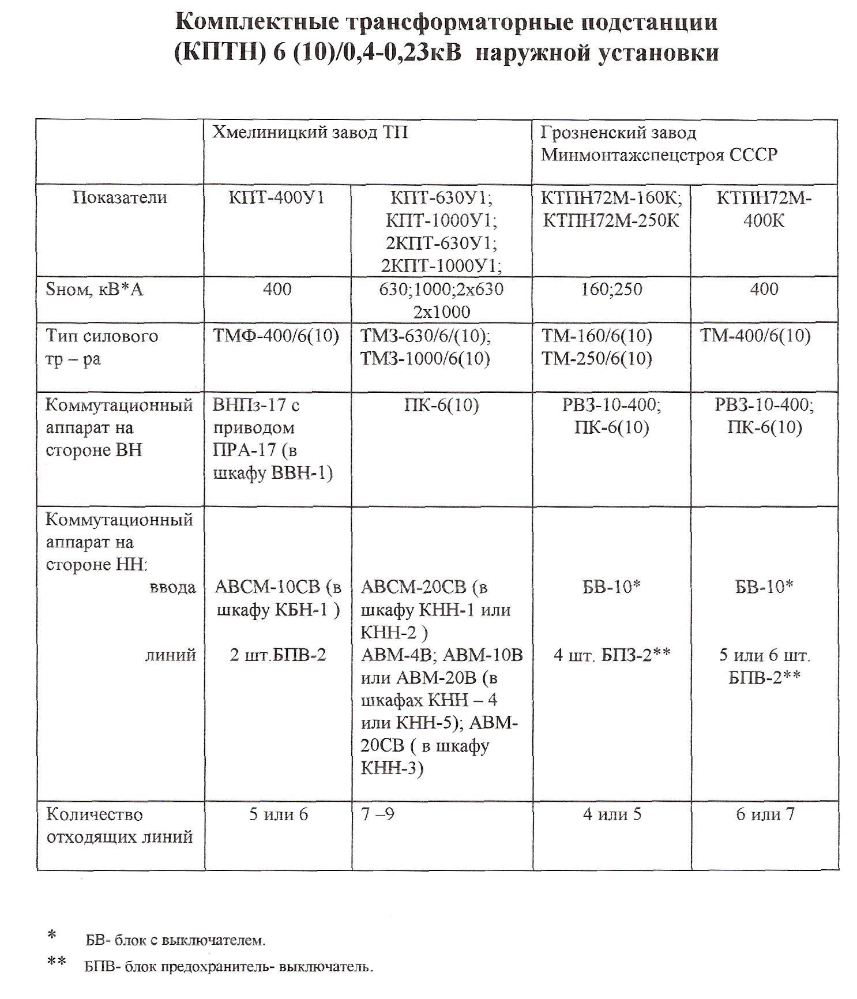 Комплектные трансформаторные подстанции
(КПТН) 6 (10)/0,4-0,23кВ наружной установки
Хмелиницкий завод ТП
Грозненский завод
Минмонтажспецстроя СССР
Показатели
КПТ-400У1
КПТ-630У1;
КПТ-1000У1;
2КПТ-630У1;
2КПТ-1000У1;
КТПН72М-160К;
КТПН72М-250К
КТПН72М-
400К
Sном, кВ*А
400
630;1000;2х630
2х1000
160;250
400
Тип силового
тр – ра
ТМФ-400/6(10)
ТМЗ-630/6/(10);
ТМЗ-1000/6(10)
ТМ-160/6(10)
ТМ-250/6(10)
ТМ-400/6(10)
Коммутационный
аппарат на
стороне ВН
ВНПз-17 с
приводом
ПРА-17 (в
шкафу ВВН-1)
ПК-6(10)
РВЗ-10-400;
ПК-6(10)
РВЗ-10-400;
ПК-6(10)
Коммутационный
аппарат на
стороне НН:
ввода
АВСМ-10СВ (в
шкафу КБН-1 )
АВСМ-20СВ (в
шкафу КНН-1 или
КНН-2 )
БВ-10*
БВ-10*
линий
2 шт.БПВ-2
АВМ-4В; АВМ-10В
или АВМ-20В (в
шкафах КНН – 4
или КНН-5); АВМ-
20СВ ( в шкафу
КНН-3)
4 шт. БПЗ-2**
5 или 6 шт.
БПВ-2**
Количество
отходящих линий
5 или 6
7 –9
4 или 5
6 или 7
* БВ- блок с выключателем.
** БПВ- блок предохранитель- выключатель.